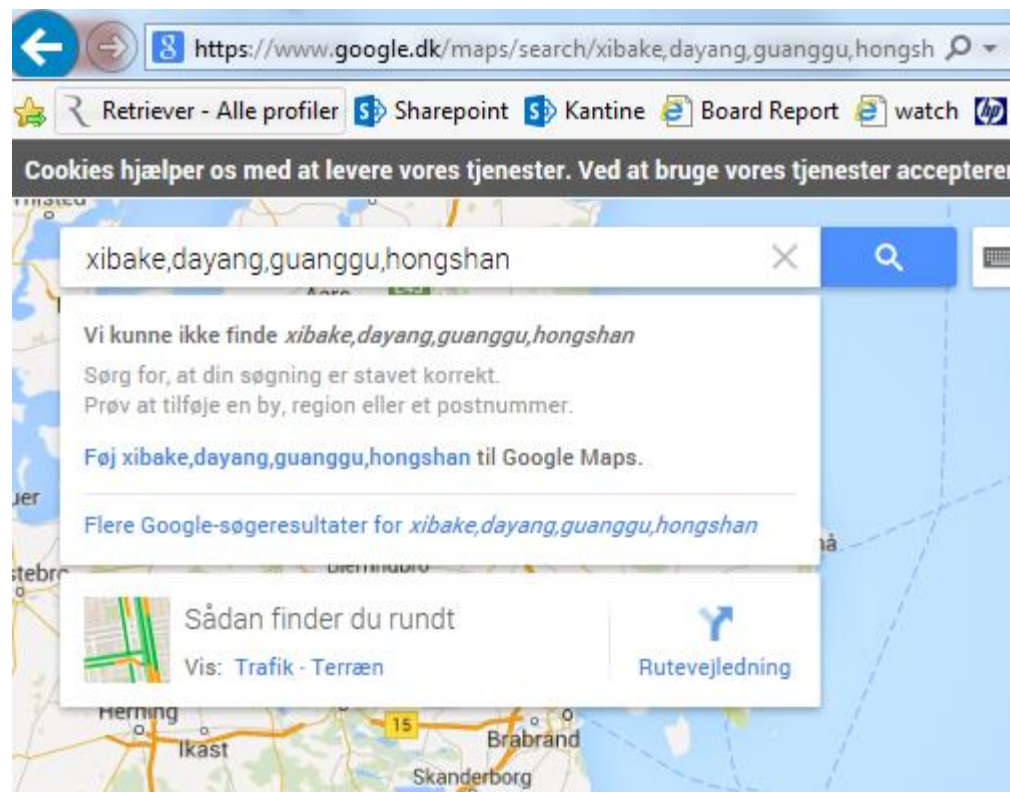 8 https://www.google.dk/maps/search/xibake,dayang,guanggu,hongsh
Retriever - Alle profiler Sharepoint Kantine Board Report watch hp
Cookies hjælper os med at levere vores tjenester. Ved at bruge vores tjenester accepterer
xibake,dayang,guanggu,hongshan
Vi kunne ikke finde xibake,dayang,guanggu,hongshan
Sørg for, at din søgning er stavet korrekt.
Prøv at tilføje en by, region eller et postnummer.
Føj xibake,dayang,guanggu,hongshan til Google Maps.
Flere Google-søgeresultater for xibake,dayang,guanggu,hongshan
Sådan finder du rundt
Vis: Trafik - Terræn
Rutevejledning
Herning
15
Ikast
Brabrand
Skanderborg